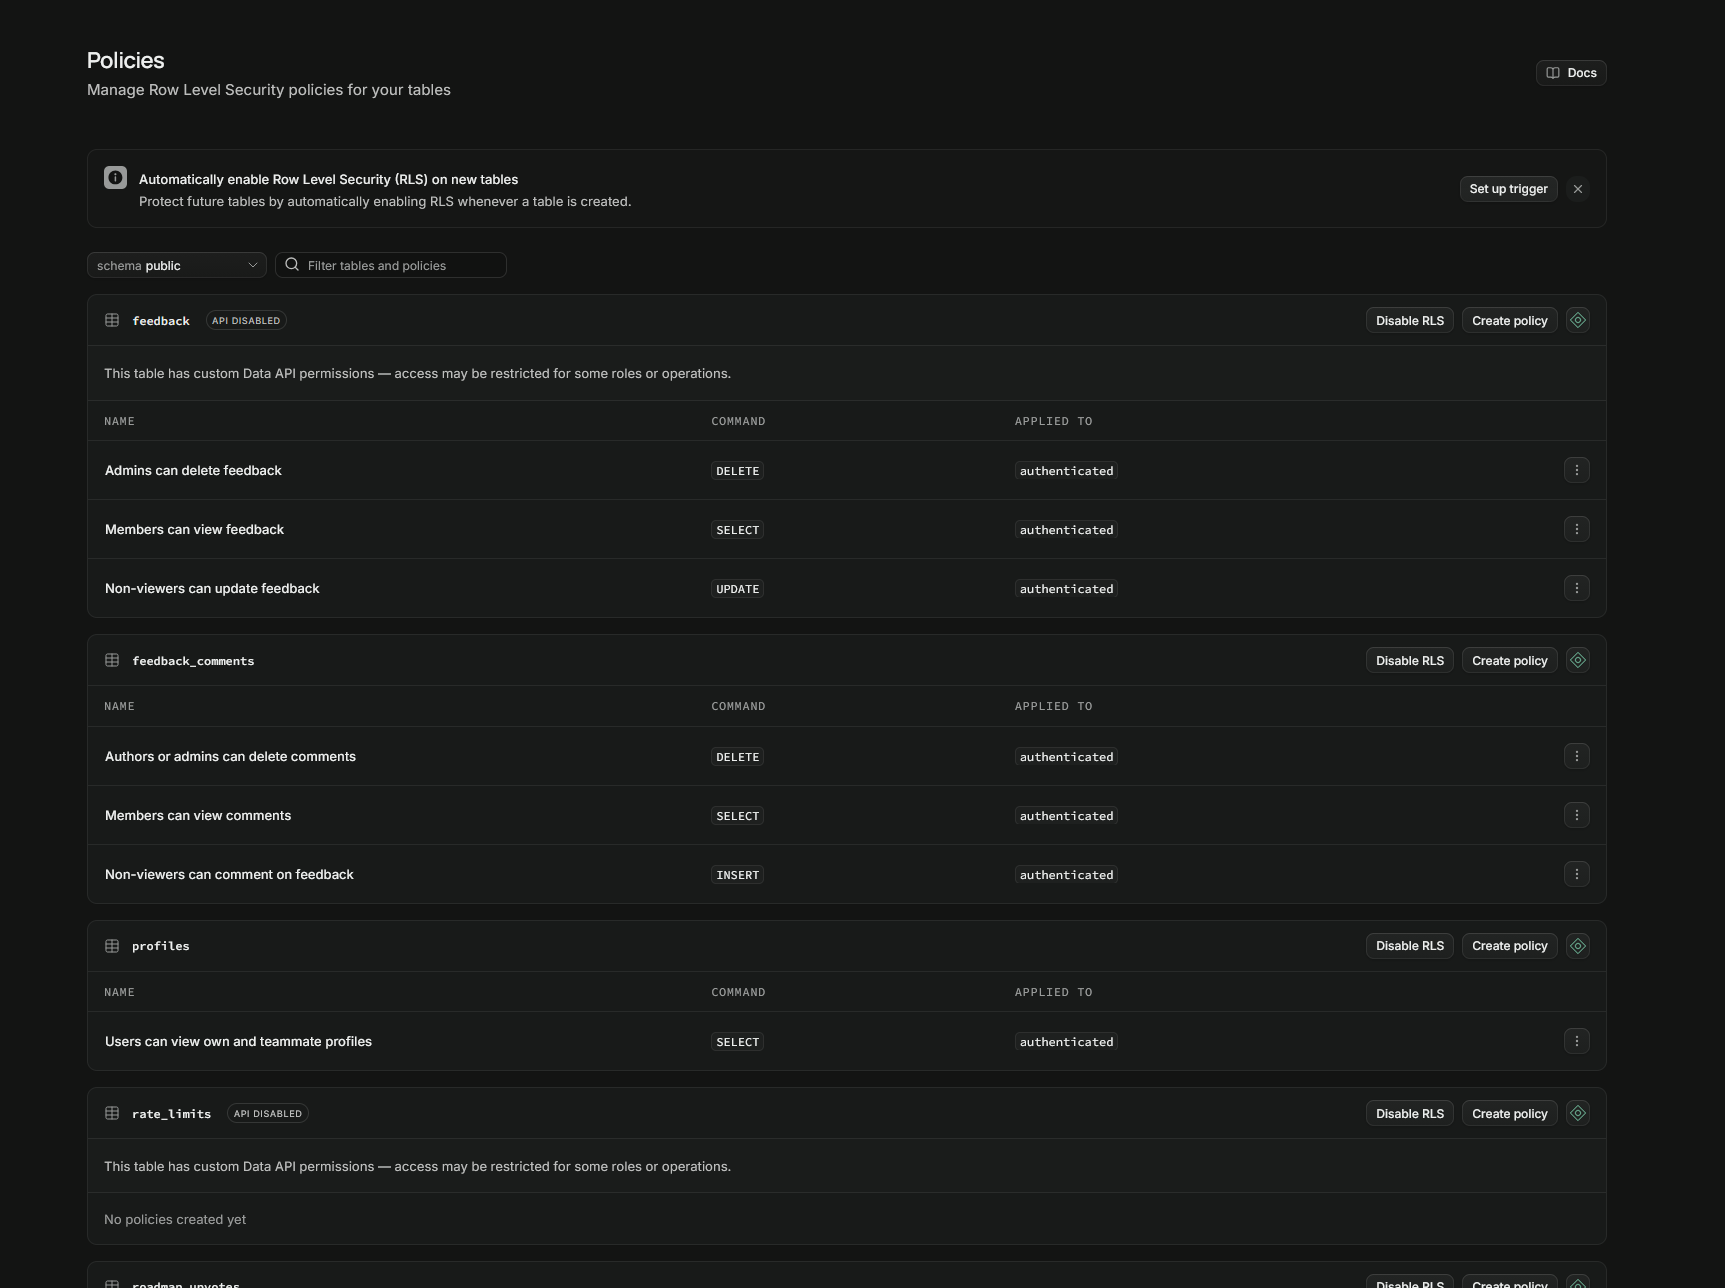 Policies
Manage Row Level Security policies for your tables
Docs
Automatically enable Row Level Security (RLS) on new tables
Protect future tables by automatically enabling RLS whenever a table is created.
Set up trigger
schema public
Filter tables and policies
feedback API DISABLED Disable RLS Create policy
This table has custom Data API permissions — access may be restricted for some roles or operations.
NAME COMMAND APPLIED TO
Admins can delete feedback DELETE authenticated
Members can view feedback SELECT authenticated
Non-viewers can update feedback UPDATE authenticated
feedback_comments Disable RLS Create policy
NAME COMMAND APPLIED TO
Authors or admins can delete comments DELETE authenticated
Members can view comments SELECT authenticated
Non-viewers can comment on feedback INSERT authenticated
profiles Disable RLS Create policy
NAME COMMAND APPLIED TO
Users can view own and teammate profiles SELECT authenticated
rate_limits API DISABLED Disable RLS Create policy
This table has custom Data API permissions — access may be restricted for some roles or operations.
No policies created yet
roadmap_upvotes Disable RLS Create policy